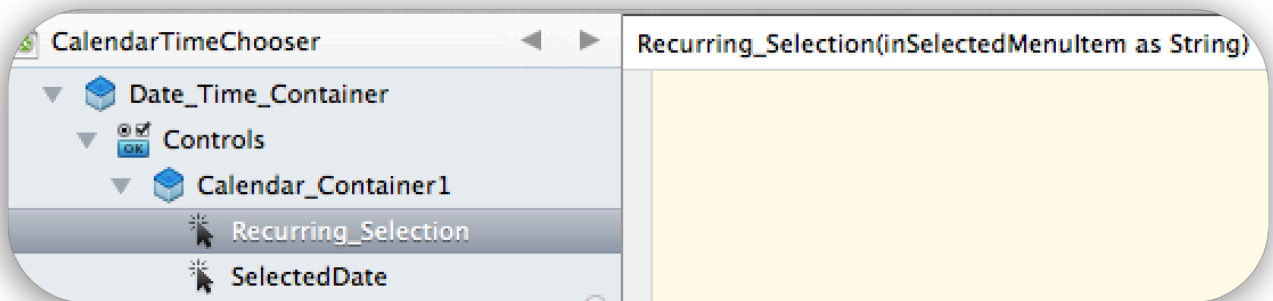 CalendarTimeChooser
Recurring_Selection(inSelectedMenuItem as String)
Date_Time_Container
OK Controls
Calendar_Container1
Recurring_Selection
SelectedDate